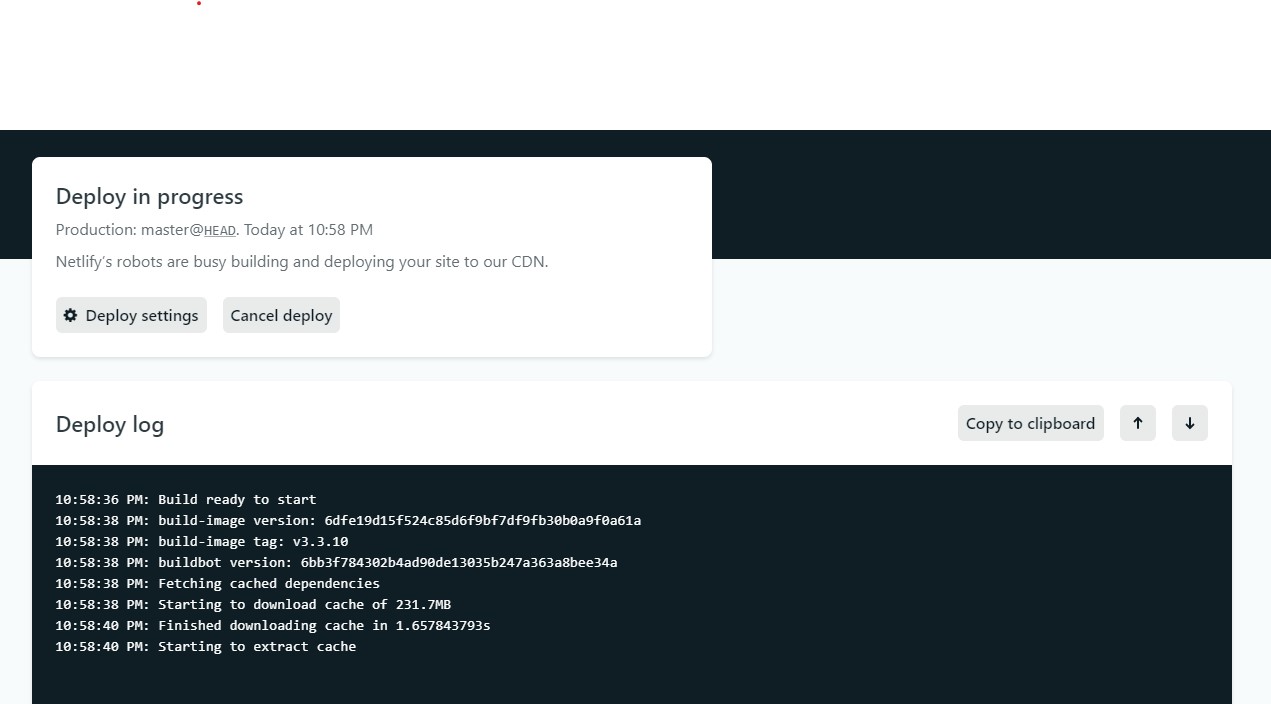 Deploy in progress
Production: master@HEAD. Today at 10:58 PM
Netlify’s robots are busy building and deploying your site to our CDN.
Deploy settings
Cancel deploy
Deploy log
Copy to clipboard
10:58:36 PM: Build ready to start
10:58:38 PM: build-image version: 6dfe19d15f524c85d6f9bf7df9fb30b0a9f0a61a
10:58:38 PM: build-image tag: v3.3.10
10:58:38 PM: buildbot version: 6bb3f784302b4ad90de13035b247a363a8bee34a
10:58:38 PM: Fetching cached dependencies
10:58:38 PM: Starting to download cache of 231.7MB
10:58:40 PM: Finished downloading cache in 1.657843793s
10:58:40 PM: Starting to extract cache